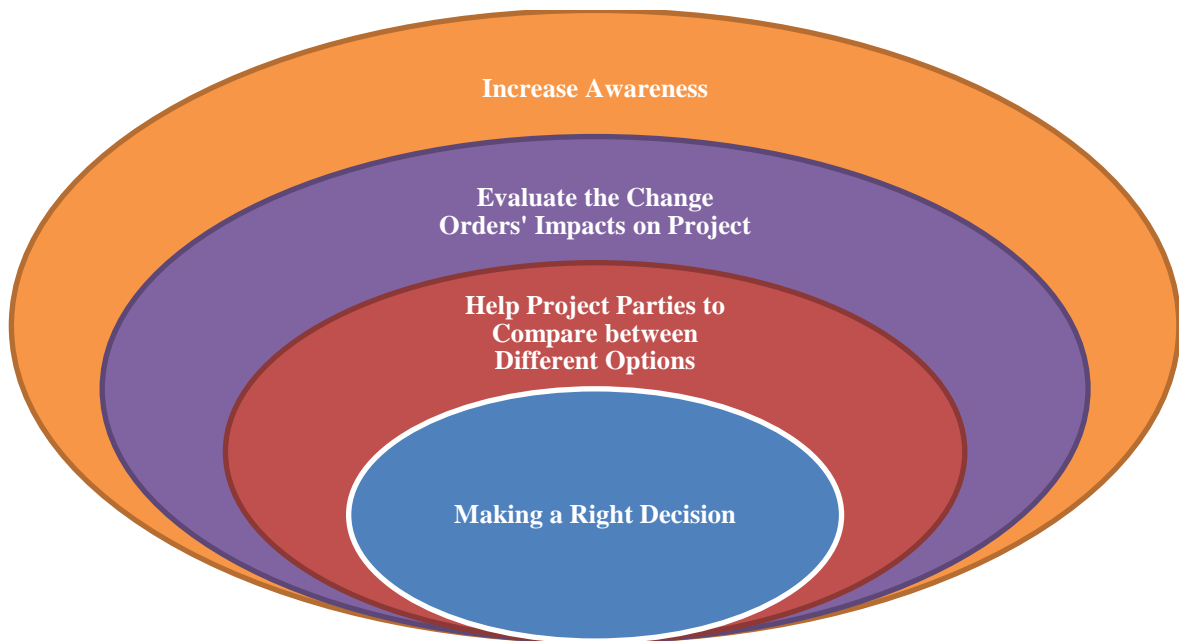 Increase Awareness
Evaluate the Change
Orders' Impacts on Project
Help Project Parties to
Compare between
Different Options
Making a Right Decision